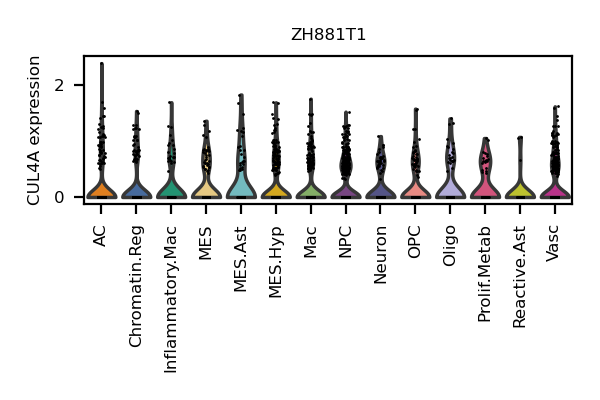 ZH881T1
CUL4A expression
2
0
AC
Chromatin.Reg
Inflammatory.Mac
MES
MES.Ast
MES.Hyp
Mac
NPC
Neuron
OPC
Oligo
Prolif.Metab
Reactive.Ast
Vasc